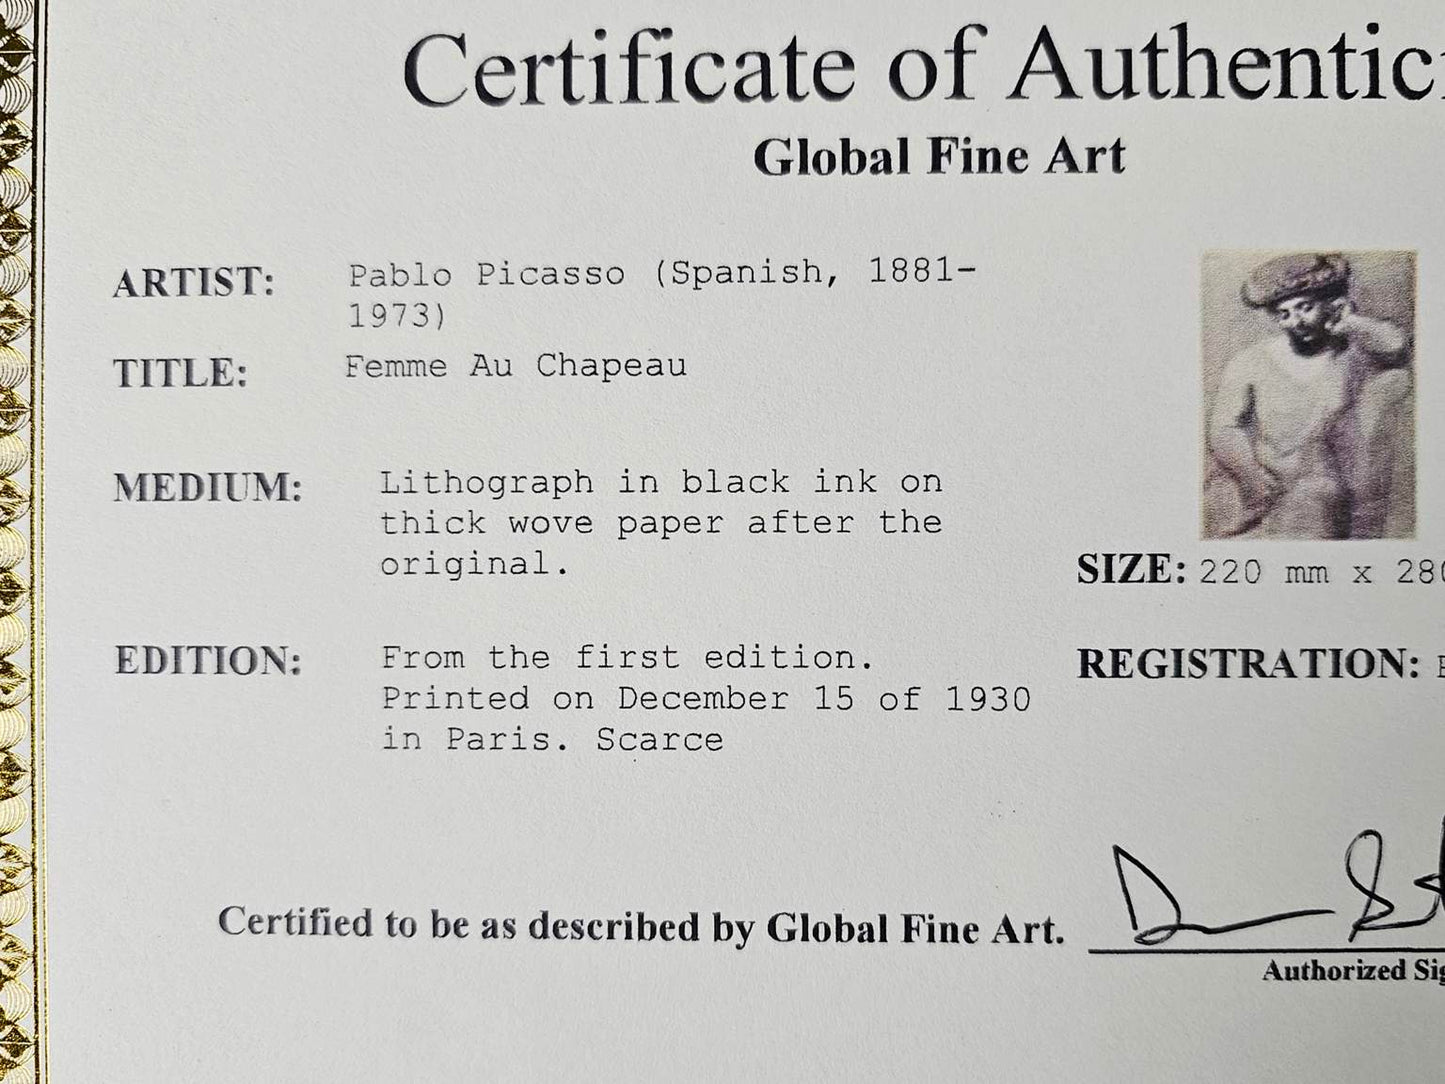 Certificate of Authentic
Global Fine Art
ARTIST: Pablo Picasso (Spanish, 1881-
1973)
TITLE: Femme Au Chapeau
MEDIUM: Lithograph in black ink on
thick wove paper after the
original.
SIZE: 220 mm x 280
EDITION: From the first edition.
Printed on December 15 of 1930
in Paris. Scarce
REGISTRATION:
Certified to be as described by Global Fine Art.
Authorized Sig